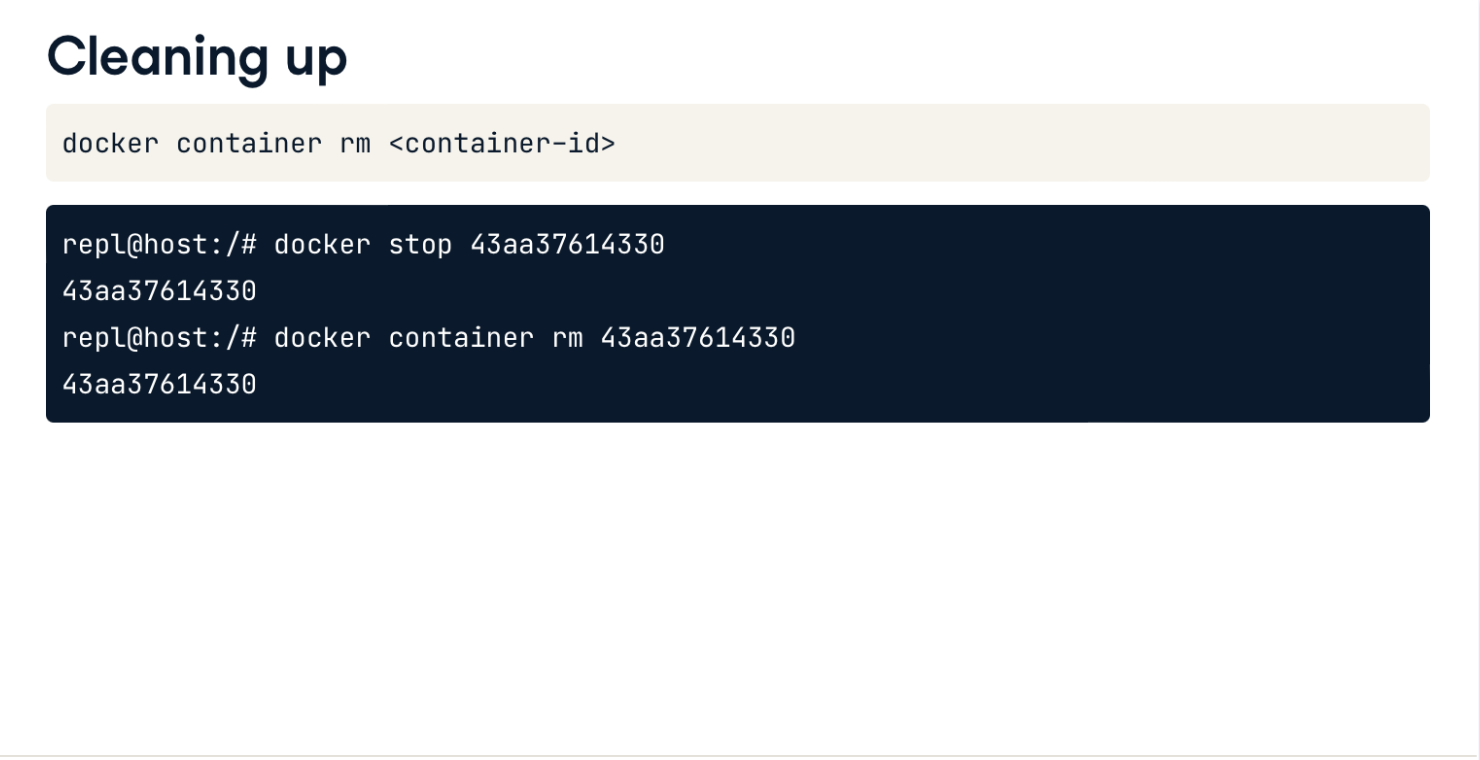 Cleaning up
docker container rm <container-id>
repl@host:/# docker stop 43aa37614330
43aa37614330
repl@host:/# docker container rm 43aa37614330
43aa37614330